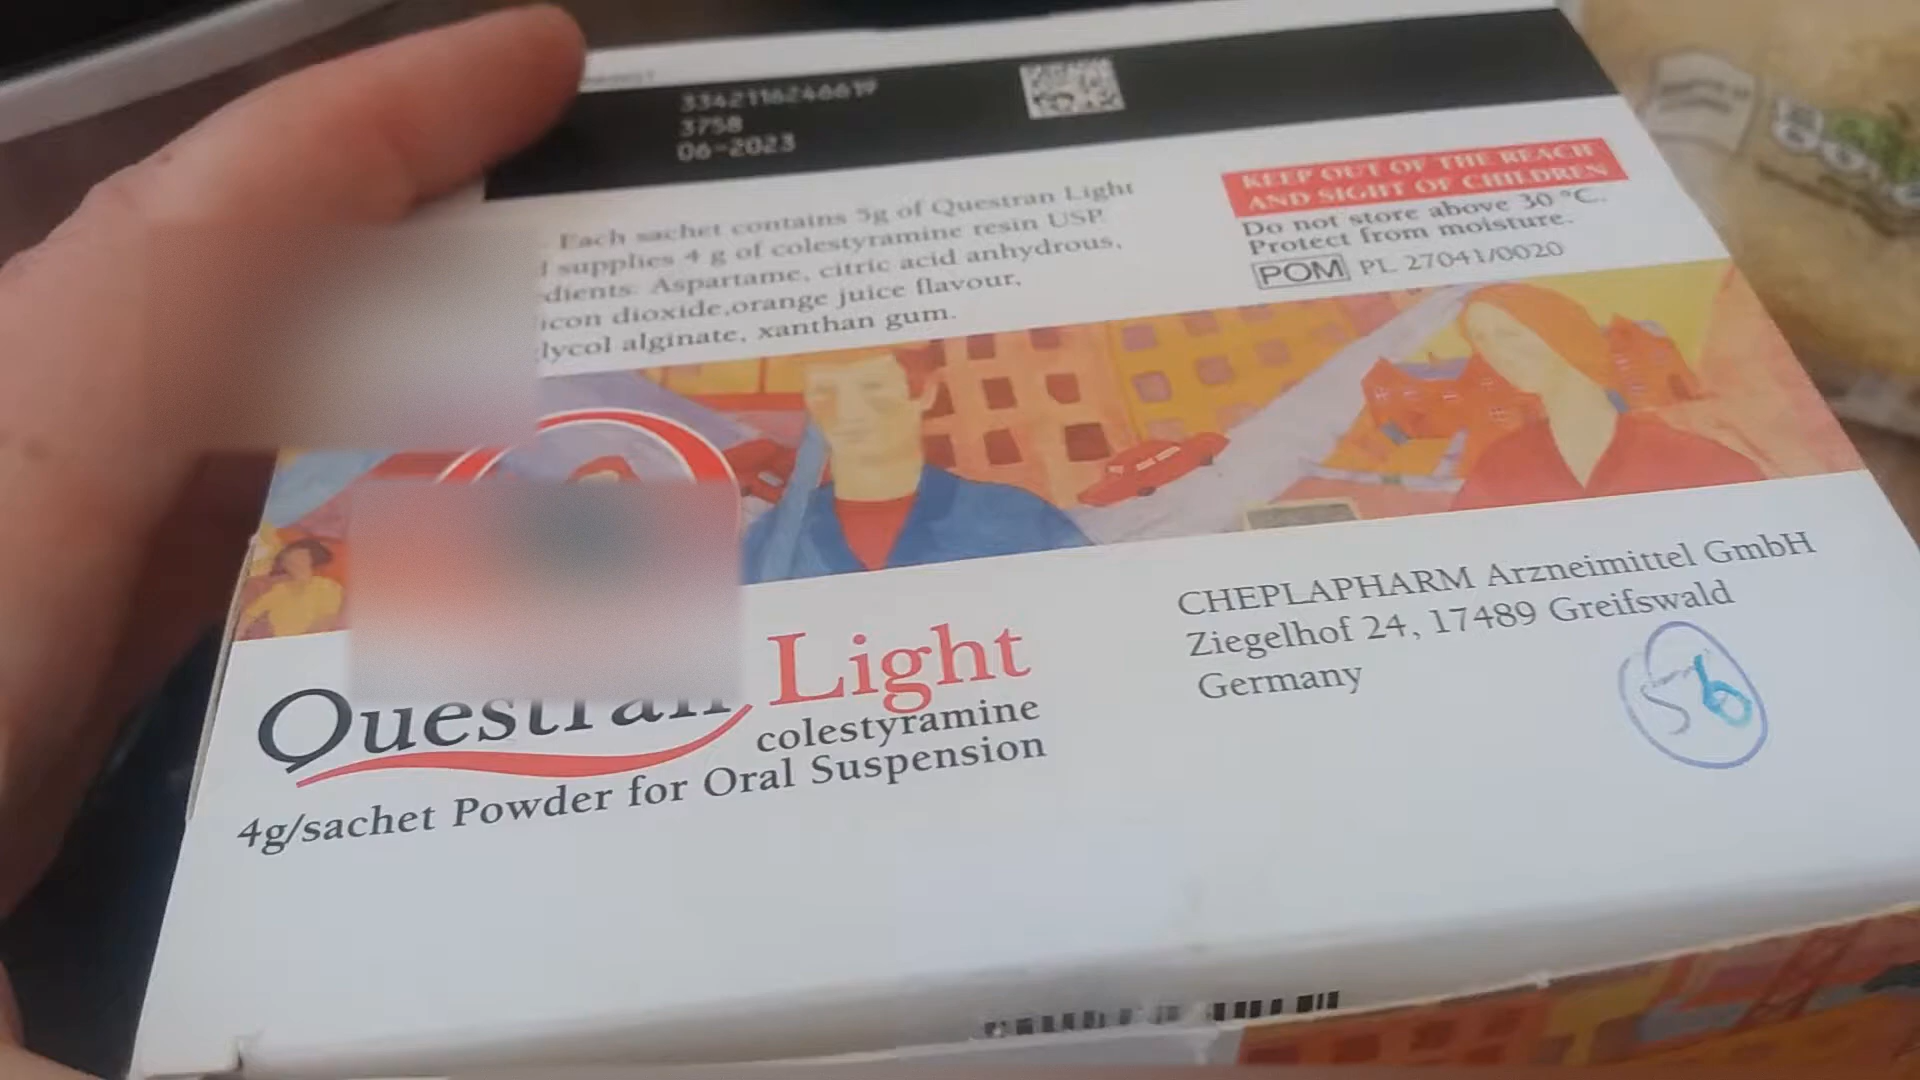 3342116246619
3758
06-2023
Each sachet contains 5g of Questran Light
supplies 4 g of colestyramine resin USP.
dients: Aspartame, citric acid anhydrous,
icon dioxide,orange juice flavour,
lycol alginate, xanthan gum.
KEEP OUT OF THE REACH
AND SIGHT OF CHILDREN
Do not store above 30 °C.
Protect from moisture.
POM PL 27041/0020
Questran Light
colestyramine
4g/sachet Powder for Oral Suspension
CHEPLAPHARM Arzneimittel GmbH
Ziegelhof 24, 17489 Greifswald
Germany
56